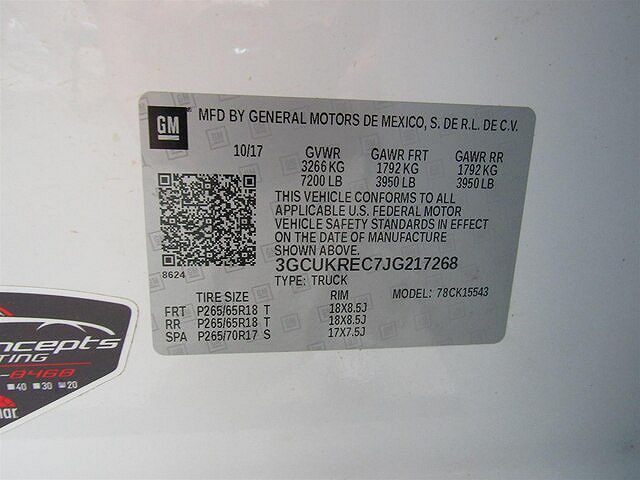 GM
MFD BY GENERAL MOTORS DE MEXICO, S. DE R.L. DE C.V.
10/17 GVWR GAWR FRT GAWR RR
3266 KG 1792 KG 1792 KG
7200 LB 3950 LB 3950 LB
THIS VEHICLE CONFORMS TO ALL
APPLICABLE U.S. FEDERAL MOTOR
VEHICLE SAFETY STANDARDS IN EFFECT
ON THE DATE OF MANUFACTURE
SHOWN ABOVE.
8624
3GCUKREC7JG217268
TYPE: TRUCK
MODEL: 78CK15543
TIRE SIZE RIM
FRT P265/65R18 T 18X8.5J
RR P265/65R18 T 18X8.5J
SPA P265/70R17 S 17X7.5J
40 30 20